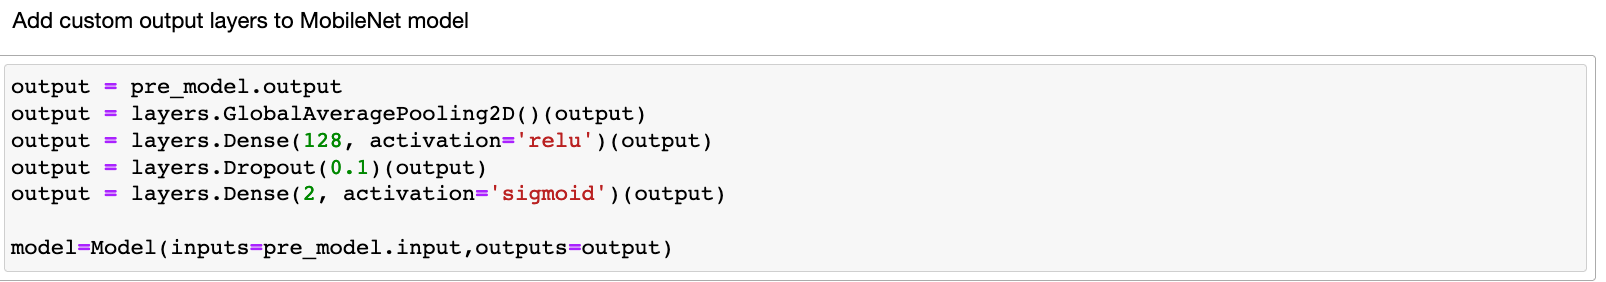 Add custom output layers to MobileNet model
output = pre_model.output
output = layers.GlobalAveragePooling2D()(output)
output = layers.Dense(128, activation='relu')(output)
output = layers.Dropout(0.1)(output)
output = layers.Dense(2, activation='sigmoid')(output)
model=Model(inputs=pre_model.input,outputs=output)